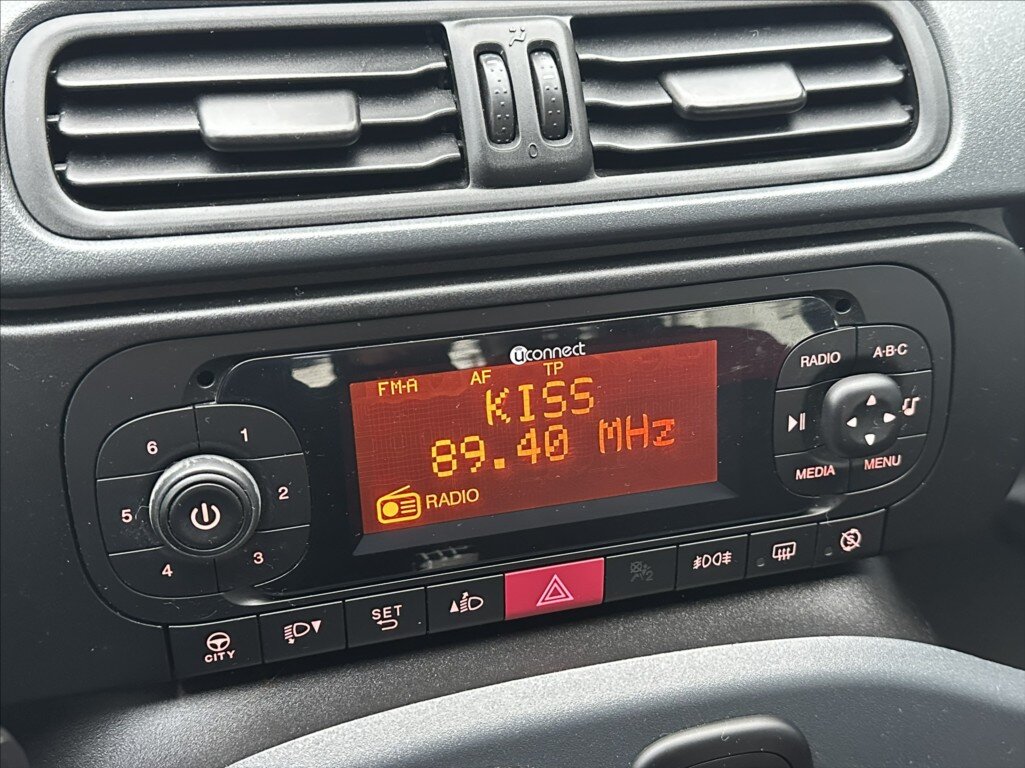 0
uconnect
FM-A AF TP
KISS
89.40 MHz
RADIO
6
1
5
2
4
3
RADIO
A·B·C
MEDIA
MENU
CITY
SET